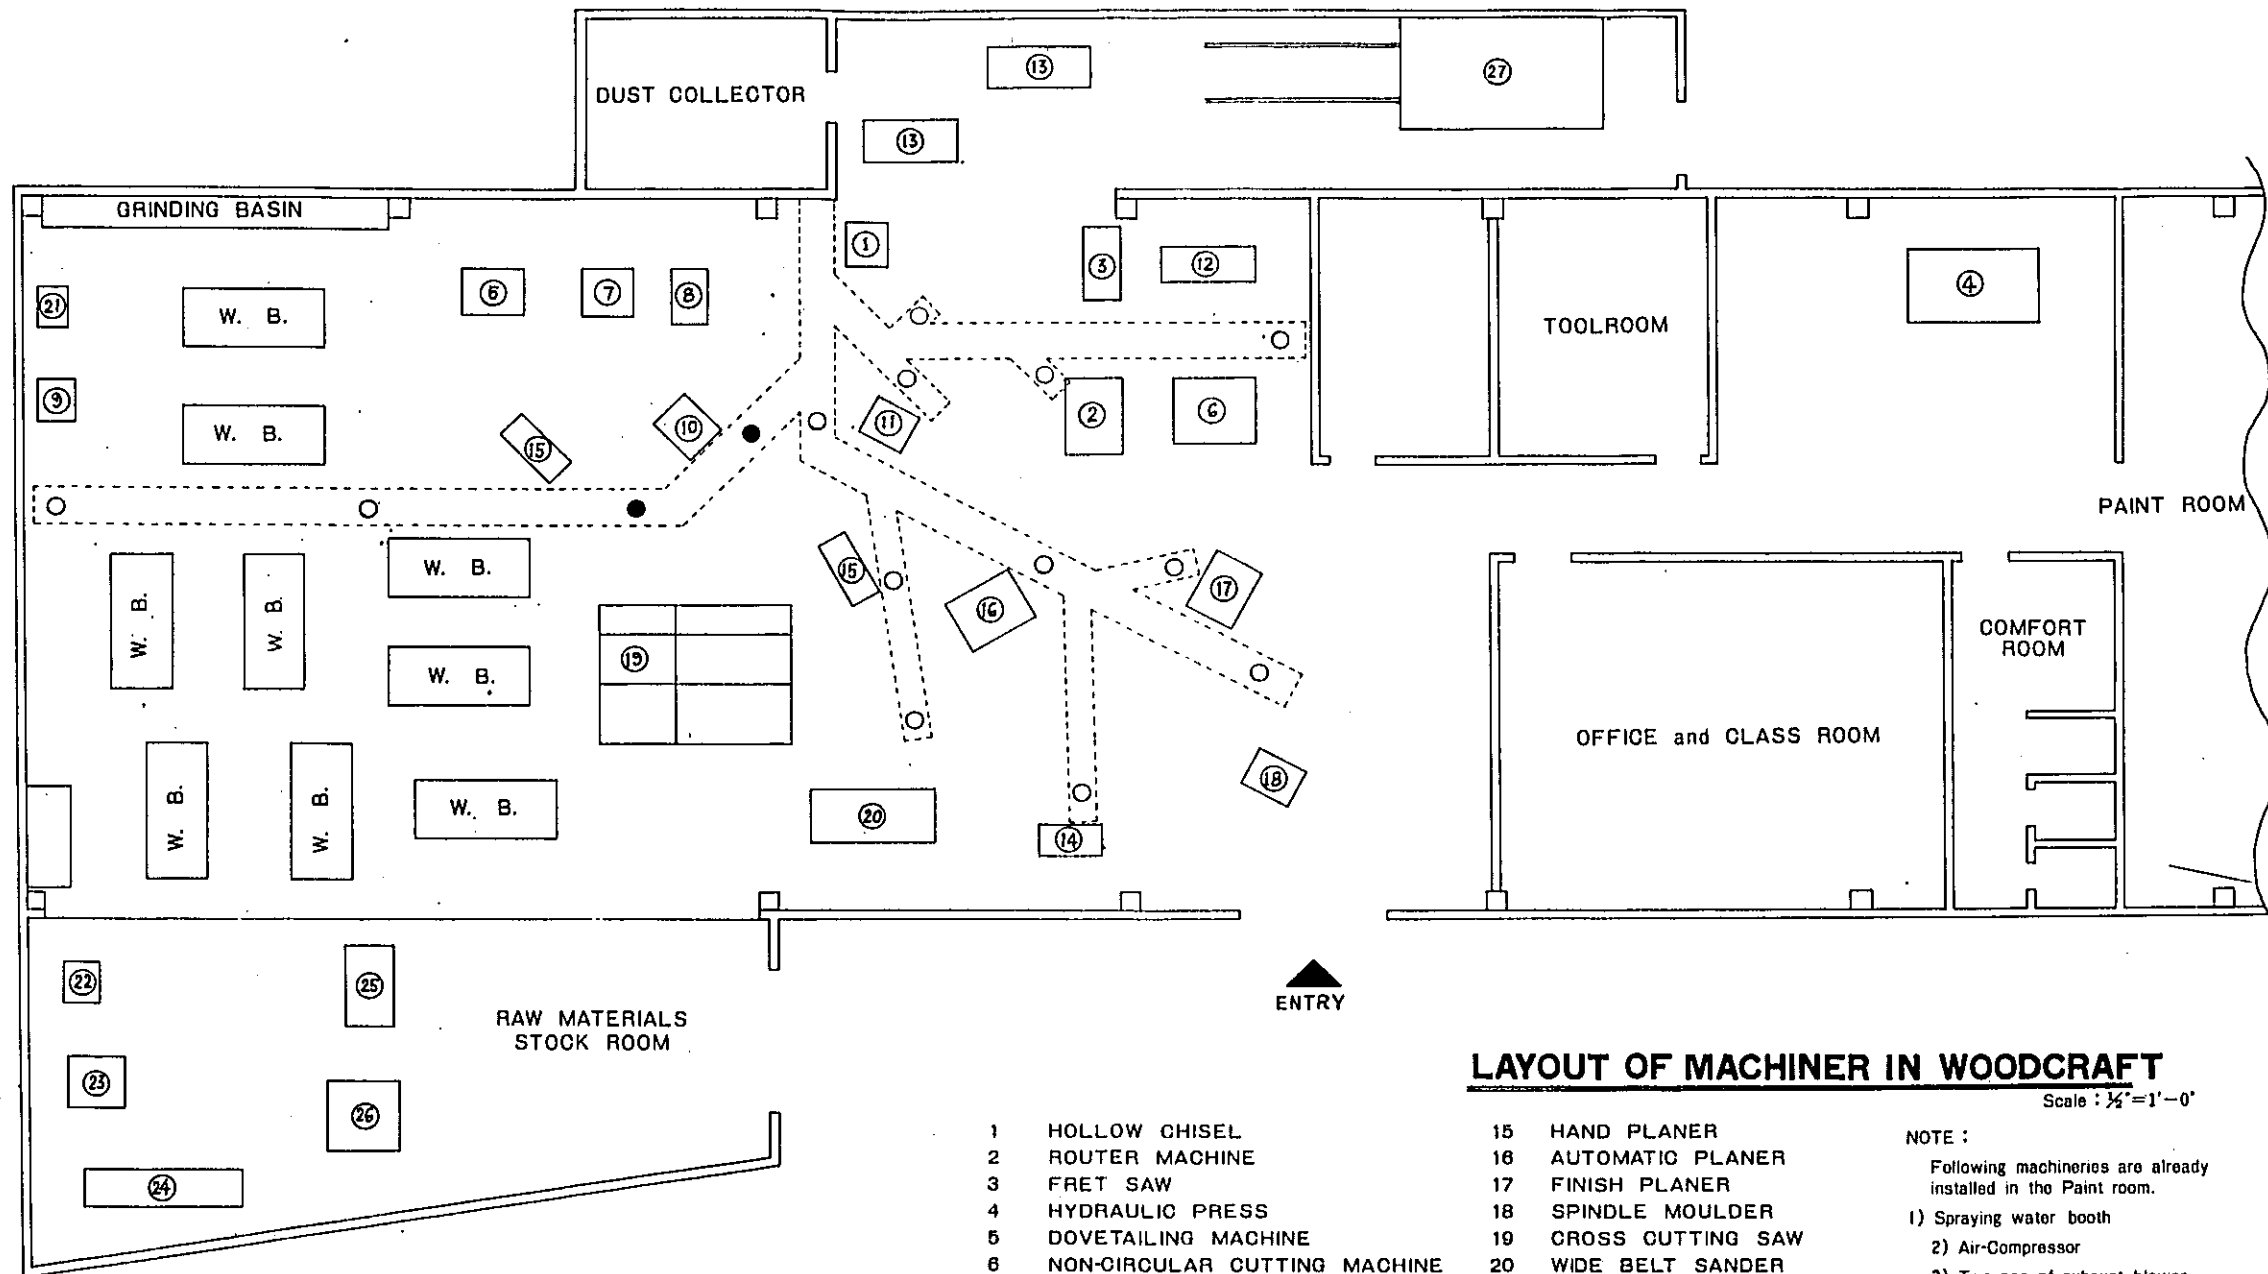 DUST COLLECTOR
13
27
13
GRINDING BASIN
1
3
12
4
21
6
7
8
W. B.
TOOLROOM
9
W. B.
15
10
11
2
6
PAINT ROOM
W. B.
W. B.
W. B.
15
16
17
COMFORT
ROOM
19
W. B.
OFFICE and CLASS ROOM
18
W. B.
W. B.
W. B.
20
14
22
25
ENTRY
RAW MATERIALS
STOCK ROOM
23
26
24
LAYOUT OF MACHINER IN WOODCRAFT
Scale : ½"=1'-0"
1 HOLLOW CHISEL
2 ROUTER MACHINE
3 FRET SAW
4 HYDRAULIC PRESS
5 DOVETAILING MACHINE
6 NON-CIRCULAR CUTTING MACHINE
15 HAND PLANER
16 AUTOMATIC PLANER
17 FINISH PLANER
18 SPINDLE MOULDER
19 CROSS CUTTING SAW
20 WIDE BELT SANDER
NOTE :
Following machineries are already
installed in the Paint room.
1) Spraying water booth
2) Air-Compressor